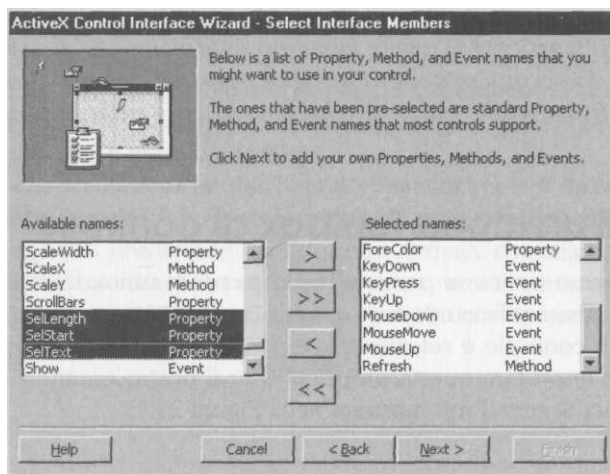 ActiveX Control Interface Wizard - Select Interface Members
Below is a list of Property, Method, and Event names that you
might want to use in your control.
The ones that have been pre-selected are standard Property,
Method, and Event names that most controls support.
Click Next to add your own Properties, Methods, and Events.
Available names:
ScaleWidth Property
ScaleX Method
ScaleY Method
ScrollBars Property
SelLength Property
SelStart Property
SelText Property
Show Event
>
>>
<
<<
Selected names:
ForeColor Property
KeyDown Event
KeyPress Event
KeyUp Event
MouseDown Event
MouseMove Event
MouseUp Event
Refresh Method
Help
Cancel
< Back
Next >
Finish